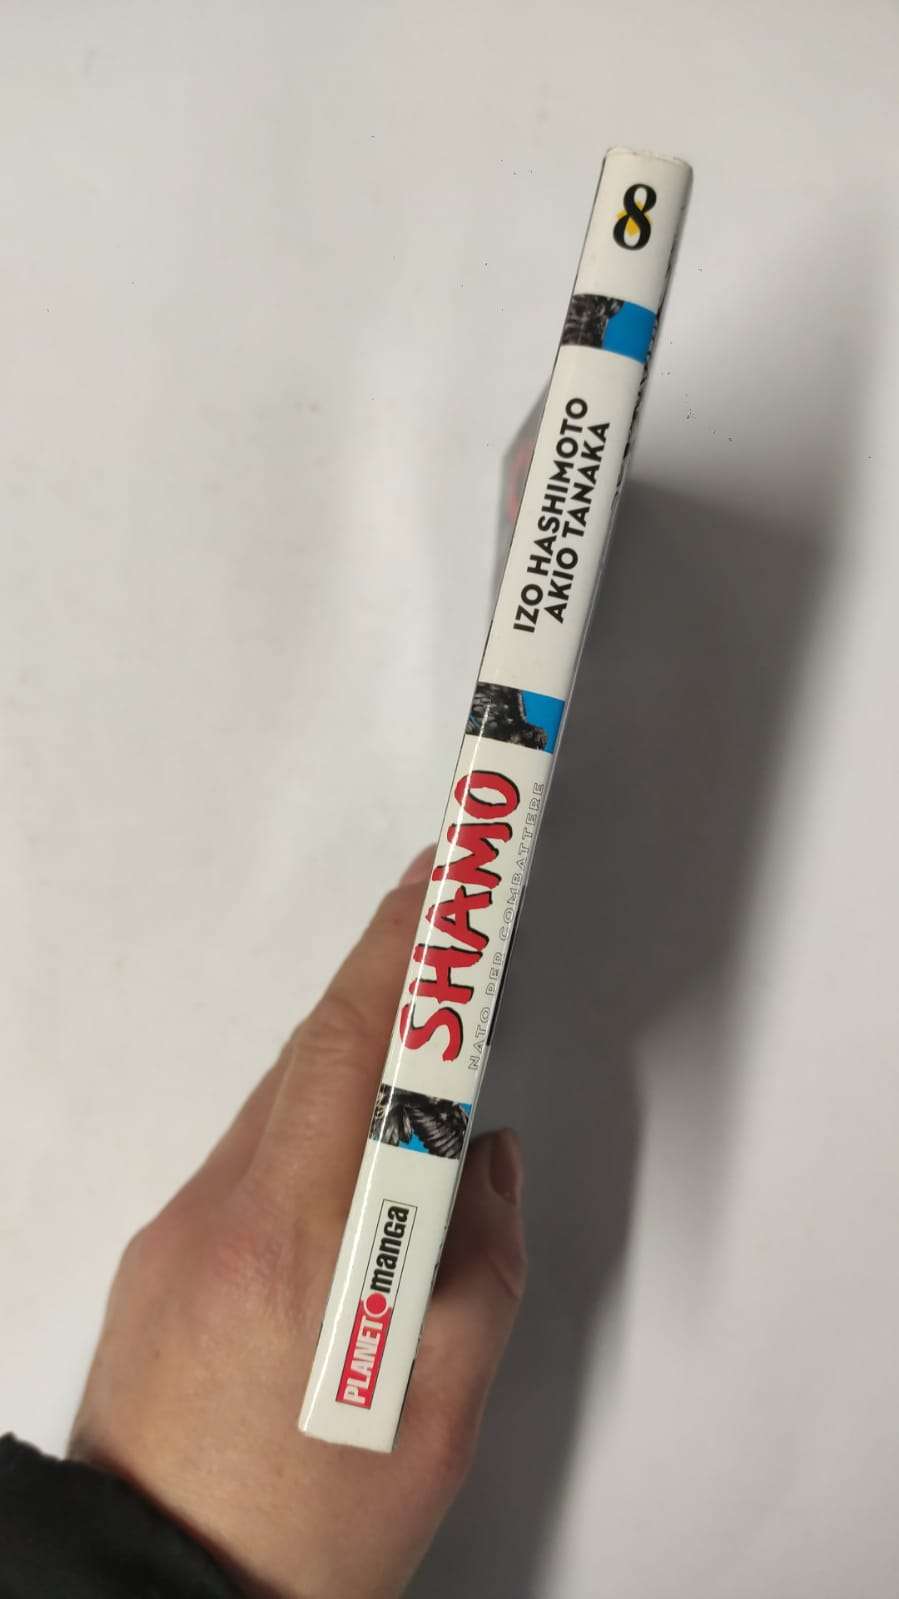 8
IZO HASHIMOTO
AKIO TANAKA
SHAMO
NATO PER COMBATTERE
PLANET manga